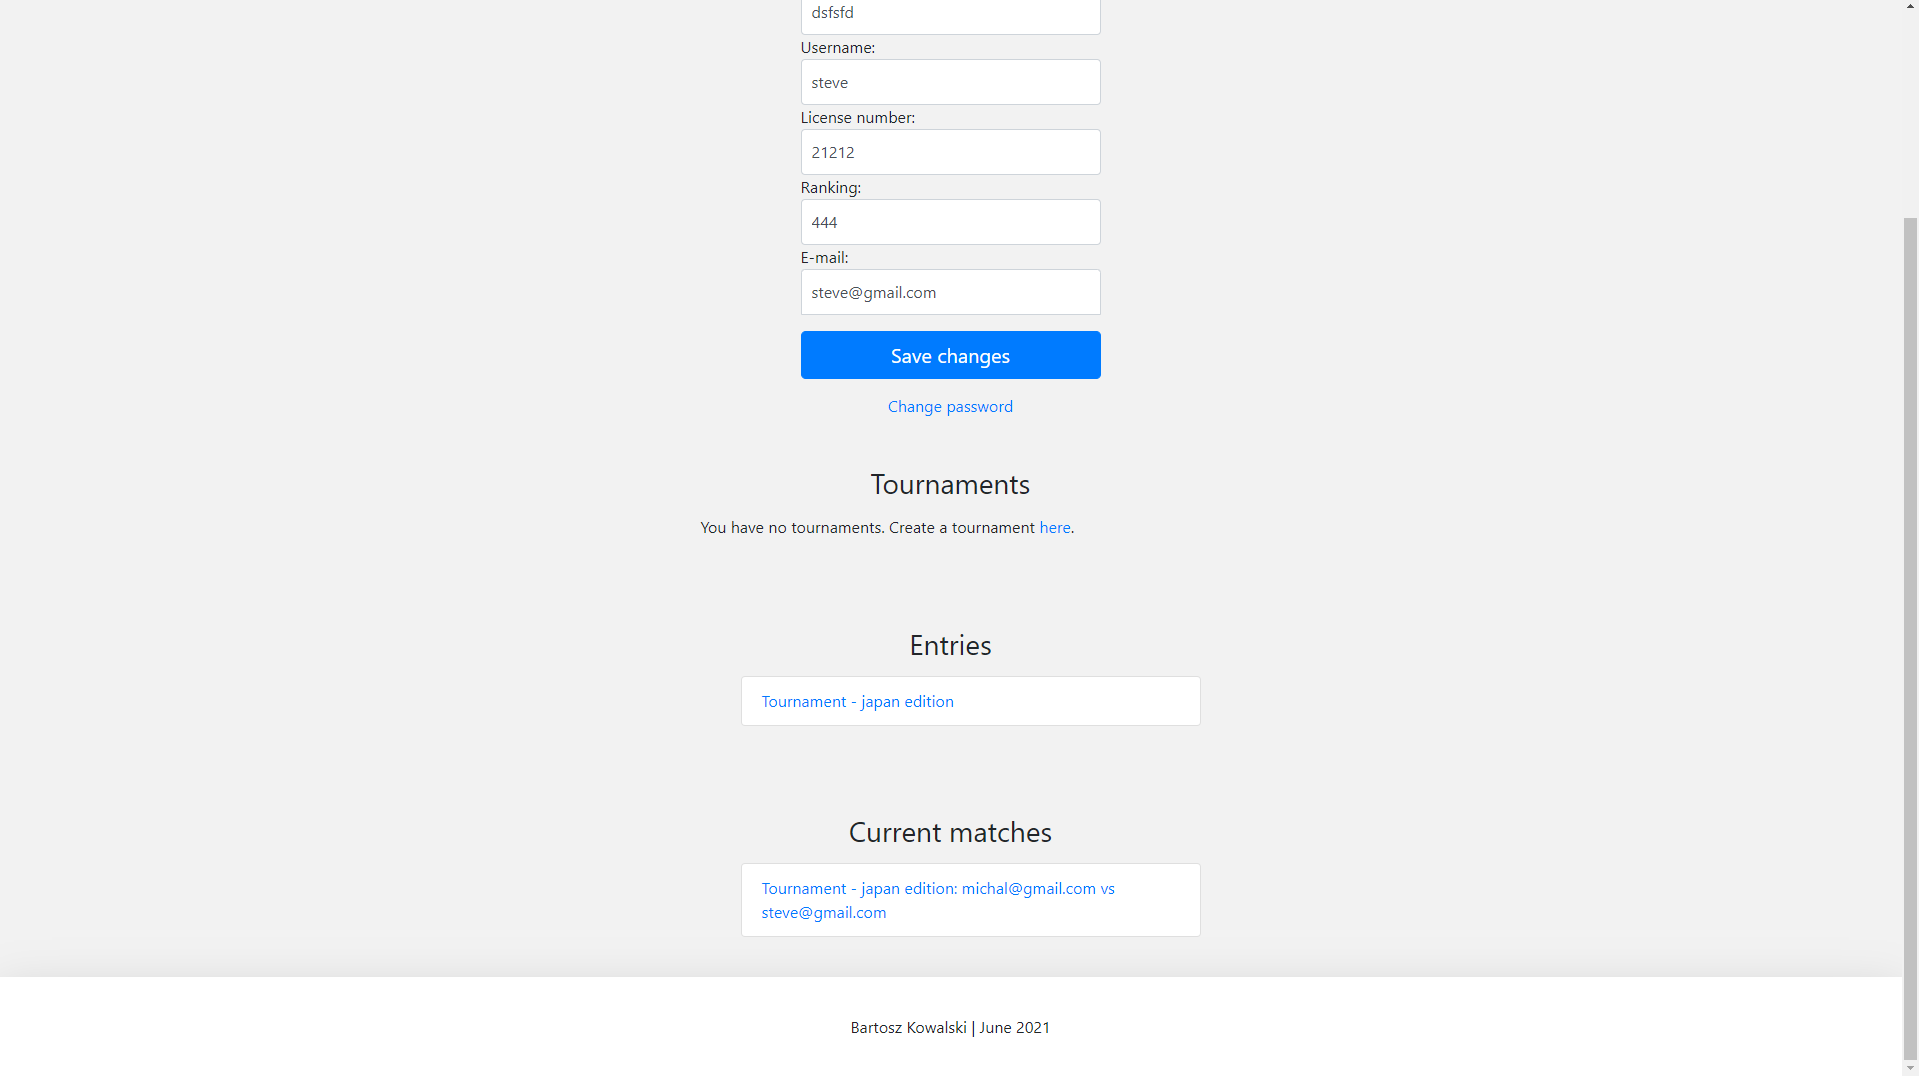 dsfsfd
Username:
steve
License number:
21212
Ranking:
444
E-mail:
steve@gmail.com
Save changes
Change password
Tournaments
You have no tournaments. Create a tournament here.
Entries
Tournament - japan edition
Current matches
Tournament - japan edition: michal@gmail.com vs
steve@gmail.com
Bartosz Kowalski | June 2021